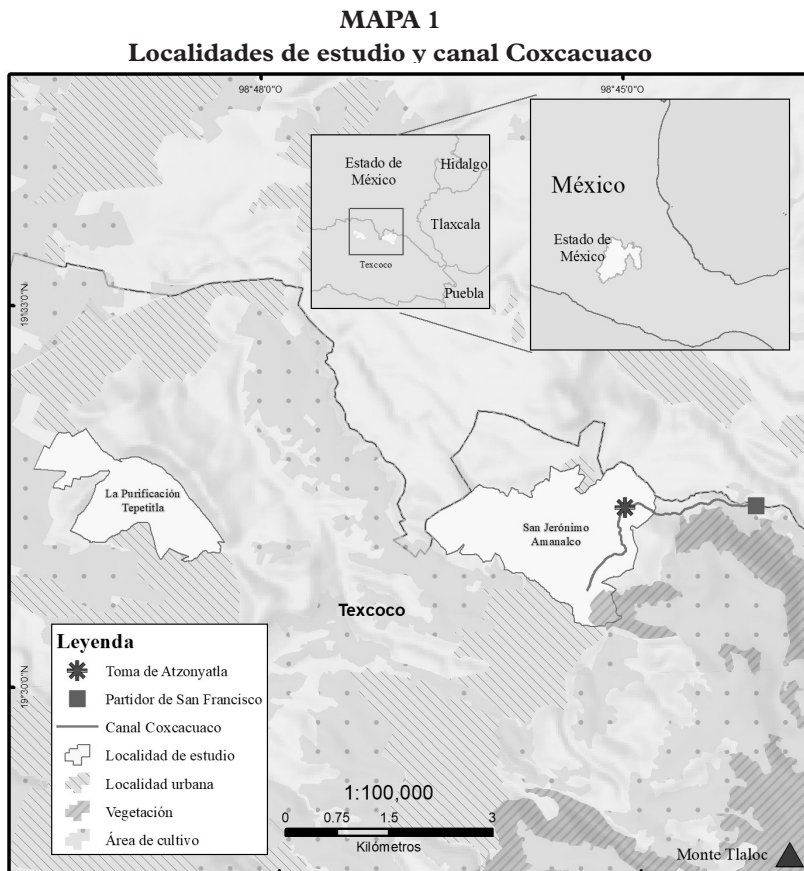 MAPA 1
Localidades de estudio y canal Coxcacuaco
98°48'0"O
98°45'0"O
Estado de
México
Hidalgo
Tlaxcala
Texcoco
Puebla
México
Estado de
México
19°33'0"N
La Purificación
Tepetitla
San Jerónimo
Amanalco
Texcoco
19°30'0"N
Leyenda
Toma de Atzonyatla
Partidor de San Francisco
Canal Coxcacuaco
Localidad de estudio
Localidad urbana
Vegetación
Área de cultivo
1:100,000
0 0.75 1.5 3
Kilómetros
Monte Tlaloc